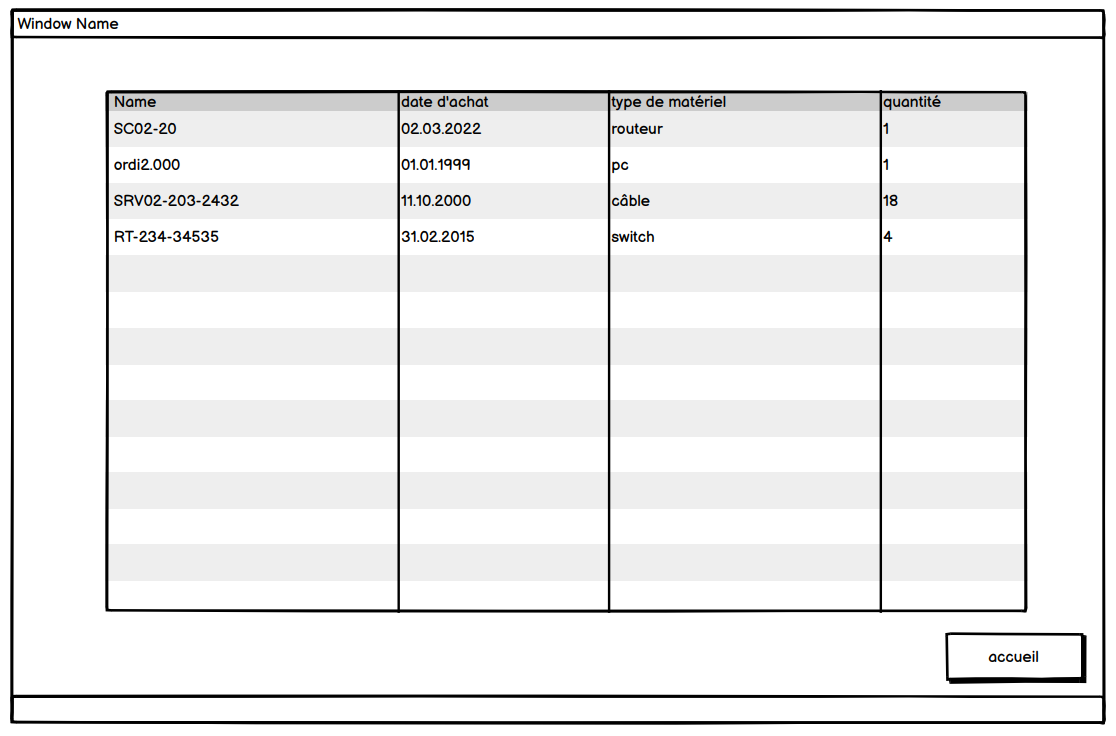 Window Name
Name date d'achat type de matériel quantité
SC02-20 02.03.2022 routeur 1
ordi2.000 01.01.1999 pc 1
SRV02-203-2432 11.10.2000 câble 18
RT-234-34535 31.02.2015 switch 4
accueil